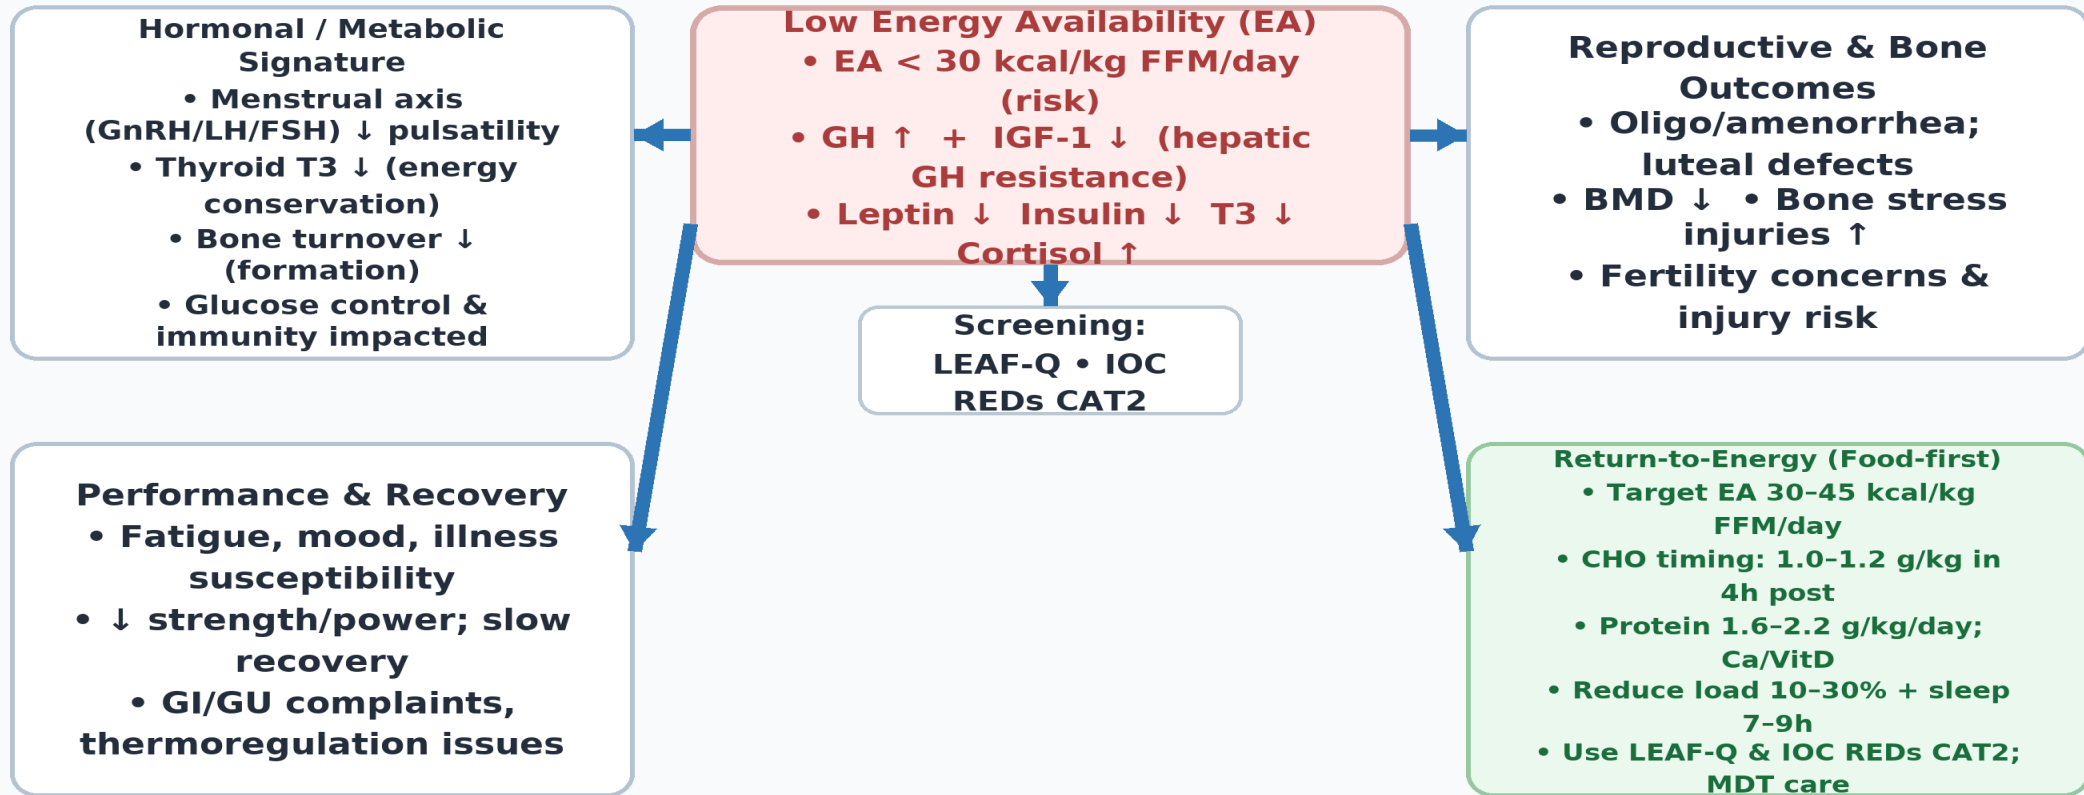 Hormonal / Metabolic
Signature
• Menstrual axis
(GnRH/LH/FSH) ↓ pulsatility
• Thyroid T3 ↓ (energy
conservation)
• Bone turnover ↓
(formation)
• Glucose control &
immunity impacted
Low Energy Availability (EA)
• EA < 30 kcal/kg FFM/day
(risk)
• GH ↑ + IGF-1 ↓ (hepatic
GH resistance)
• Leptin ↓ Insulin ↓ T3 ↓
Cortisol ↑
Reproductive & Bone
Outcomes
• Oligo/amenorrhea;
luteal defects
• BMD ↓ • Bone stress
injuries ↑
• Fertility concerns &
injury risk
Screening:
LEAF-Q • IOC
REDs CAT2
Performance & Recovery
• Fatigue, mood, illness
susceptibility
• ↓ strength/power; slow
recovery
• GI/GU complaints,
thermoregulation issues
Return-to-Energy (Food-first)
• Target EA 30–45 kcal/kg
FFM/day
• CHO timing: 1.0–1.2 g/kg in
4h post
• Protein 1.6–2.2 g/kg/day;
Ca/VitD
• Reduce load 10–30% + sleep
7–9h
• Use LEAF-Q & IOC REDs CAT2;
MDT care